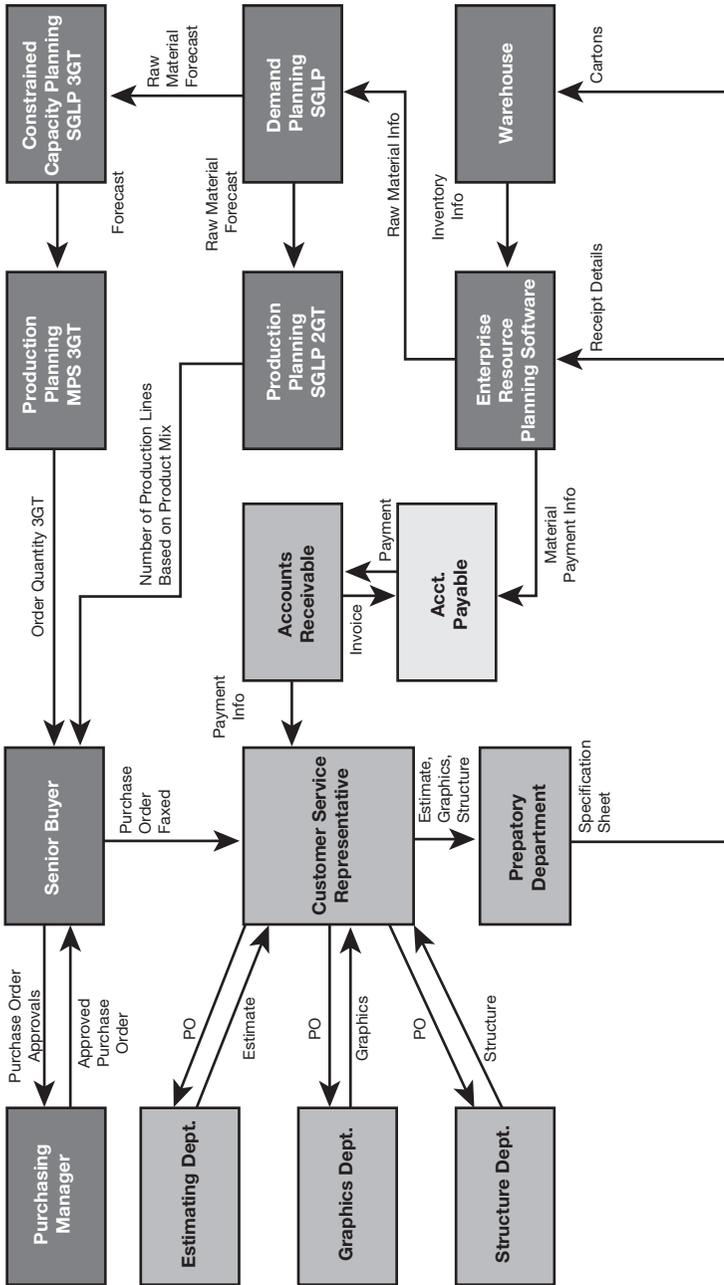 Purchasing
Manager
Purchase Order
Approvals
Approved
Purchase
Order
Senior Buyer
Order Quantity 3GT
Production
Planning
MPS 3GT
Forecast
Constrained
Capacity Planning
SGLP 3GT
Raw
Material
Forecast
Purchase
Order
Faxed
Number of Production Lines
Based on Product Mix
Estimating Dept.
PO
Estimate
Graphics Dept.
PO
Graphics
Structure Dept.
PO
Structure
Customer Service
Representative
Payment
Info
Accounts
Receivable
Invoice
Payment
Acct.
Payable
Production
Planning
SGLP 2GT
Raw Material
Forecast
Demand
Planning
SGLP
Raw Material Info
Estimate,
Graphics,
Structure
Prepatory
Department
Specification
Sheet
Material
Payment Info
Enterprise
Resource
Planning Software
Inventory
Info
Warehouse
Receipt Details
Cartons